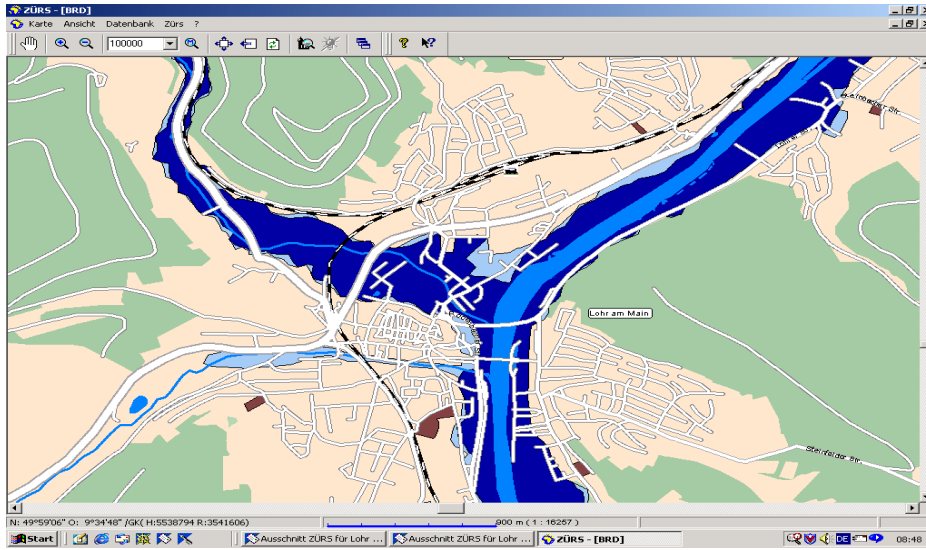 ZÜRS - [BRD]
Karte Ansicht Datenbank Zürs ?
100000
Lohr am Main
Steinfelder Str.
N: 49°59'06" O: 9°34'48" /GK( H:5538794 R:3541606)
900 m ( 1 : 16257 )
Start
Ausschnitt ZÜRS für Lohr ...
Ausschnitt ZÜRS für Lohr ...
ZÜRS - [BRD]
DE
08:48